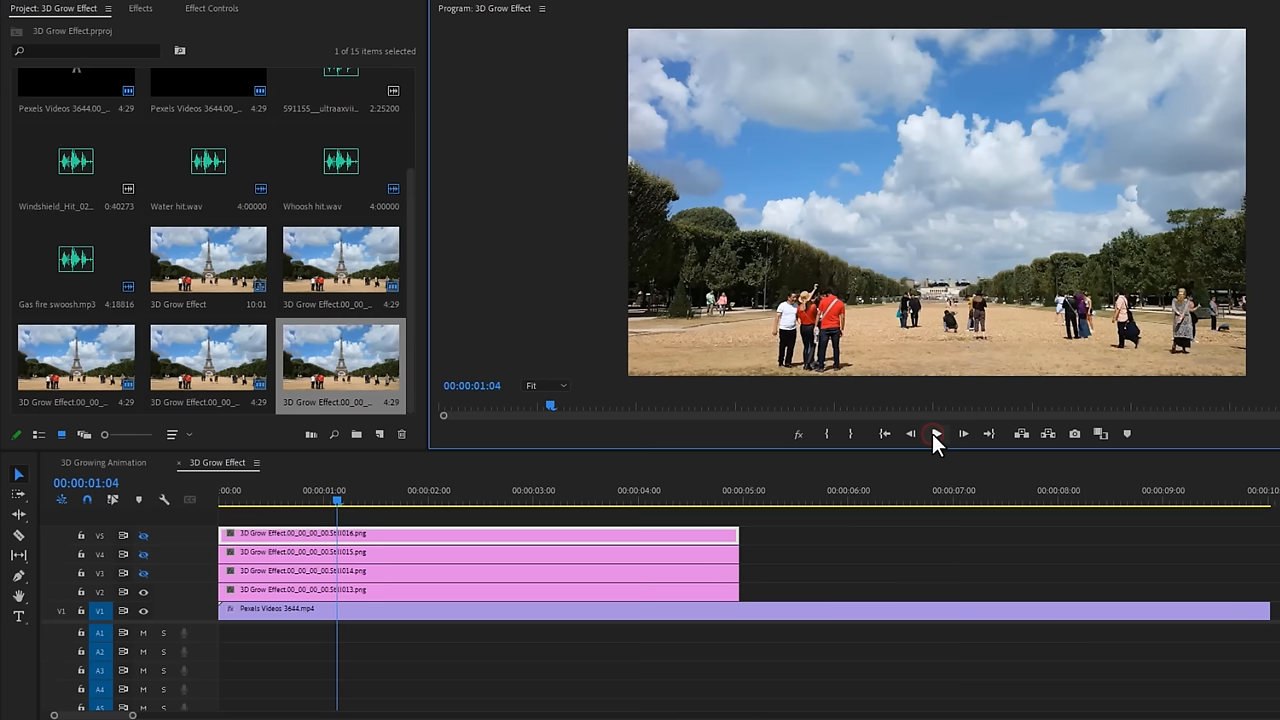 Project: 3D Grow Effect
Effects
Effect Controls
3D Grow Effect.prproj
1 of 15 items selected
Pexels Videos 3644.00_... 4:29
Pexels Videos 3644.00_... 4:29
591155__ultraaxvii... 2:25200
Windshield_Hit_02... 0:40273
Water hit.wav 4:00000
Whoosh hit.wav 4:00000
Gas fire swoosh.mp3 4:18816
3D Grow Effect 10:01
3D Grow Effect.00_00_... 4:29
3D Grow Effect.00_00_... 4:29
3D Grow Effect.00_00_... 4:29
3D Grow Effect.00_00_... 4:29
Program: 3D Grow Effect
00:00:01:04
Fit
fx
3D Growing Animation
× 3D Grow Effect
00:00:01:04
:00:00 00:00:01:00 00:00:02:00 00:00:03:00 00:00:04:00 00:00:05:00 00:00:06:00 00:00:07:00 00:00:08:00 00:00:09:00 00:00:10
V5 3D Grow Effect.00_00_00_00.Still016.png
V4 3D Grow Effect.00_00_00_00.Still015.png
V3 3D Grow Effect.00_00_00_00.Still014.png
V2 3D Grow Effect.00_00_00_00.Still013.png
V1 V1 fx Pexels Videos 3644.mp4
A1 M S
A2 M S
A3 M S
A4 M S
A5 M S
T